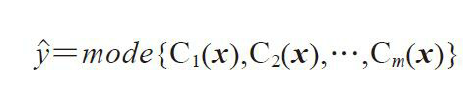 ŷ=mode{C₁(x),C₂(x),⋯,Cₘ(x)}